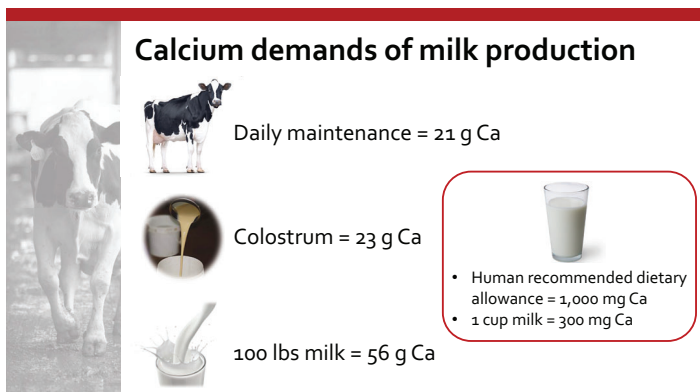 Calcium demands of milk production
Daily maintenance = 21 g Ca
Colostrum = 23 g Ca
100 lbs milk = 56 g Ca
• Human recommended dietary
allowance = 1,000 mg Ca
• 1 cup milk = 300 mg Ca